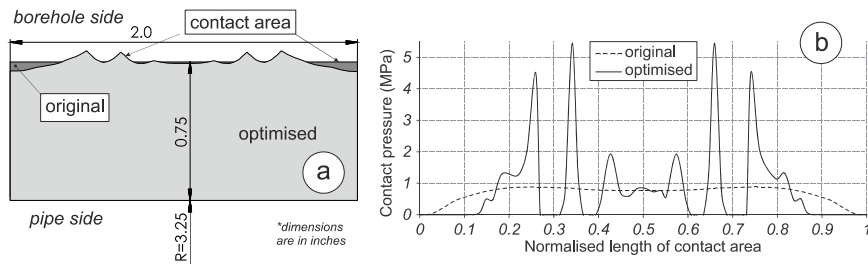 borehole side
2.0
contact area
original
0.75
optimised
a
pipe side
R=3.25
*dimensions
are in inches
b
original
optimised
Contact pressure (MPa)
5
4
3
2
1
0
0 0.1 0.2 0.3 0.4 0.5 0.6 0.7 0.8 0.9 1
Normalised length of contact area